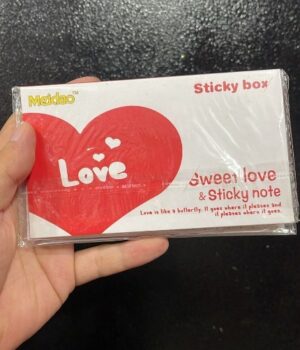 Meidao™
Sticky box
Love
Sweet love
& Sticky note
Love is like a butterfly. It goes where it pleases and
it pleases where it goes.